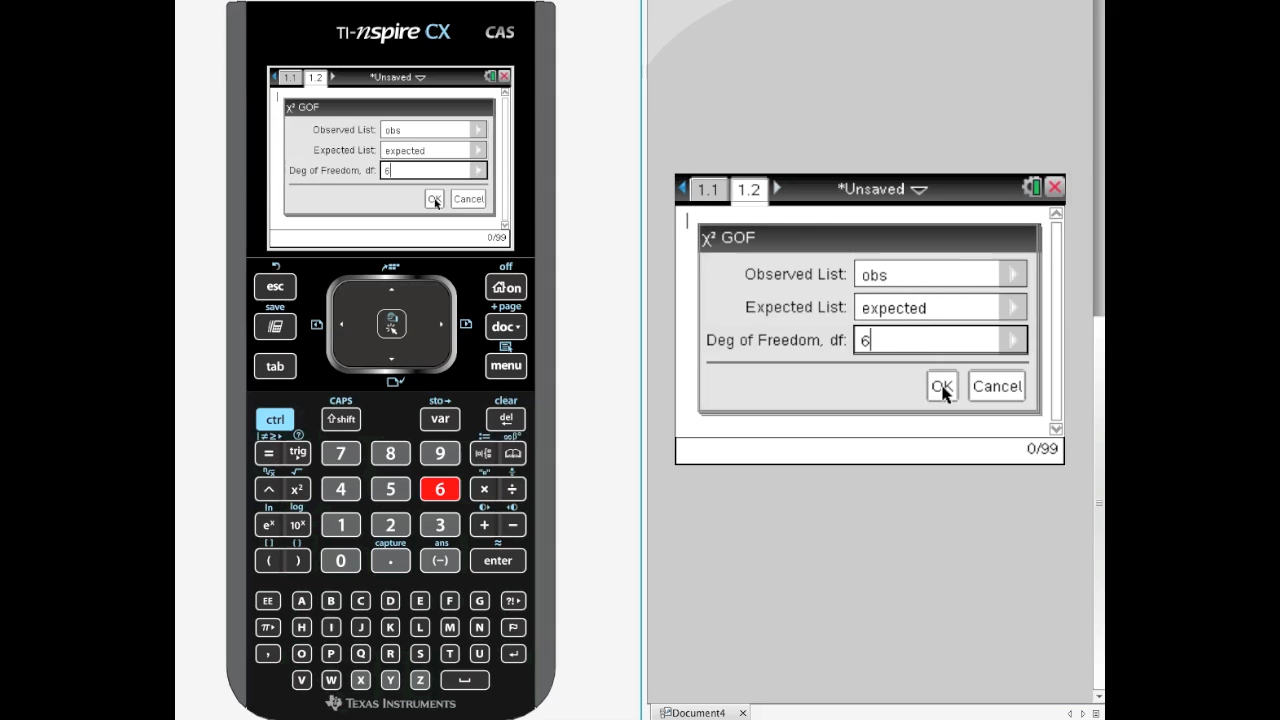 TI-nspire CX CAS
1.1 1.2 *Unsaved
χ² GOF
Observed List: obs
Expected List: expected
Deg of Freedom, df: 6
OK Cancel
0/99
off
esc
on
save
+page
doc
tab
menu
CAPS
sto→
clear
ctrl
shift
var
del
=
trig
7
8
9
^
x²
4
5
6
×
÷
ln
log
eˣ
10ˣ
1
2
3
+
−
[]
{}
capture
ans
≈
(
)
0
.
(−)
enter
EE A B C D E F G ?!▸
π▸ H I J K L M N
, O P Q R S T U
V W X Y Z
TEXAS INSTRUMENTS
1.1 1.2 *Unsaved
χ² GOF
Observed List: obs
Expected List: expected
Deg of Freedom, df: 6
OK Cancel
0/99
Document4